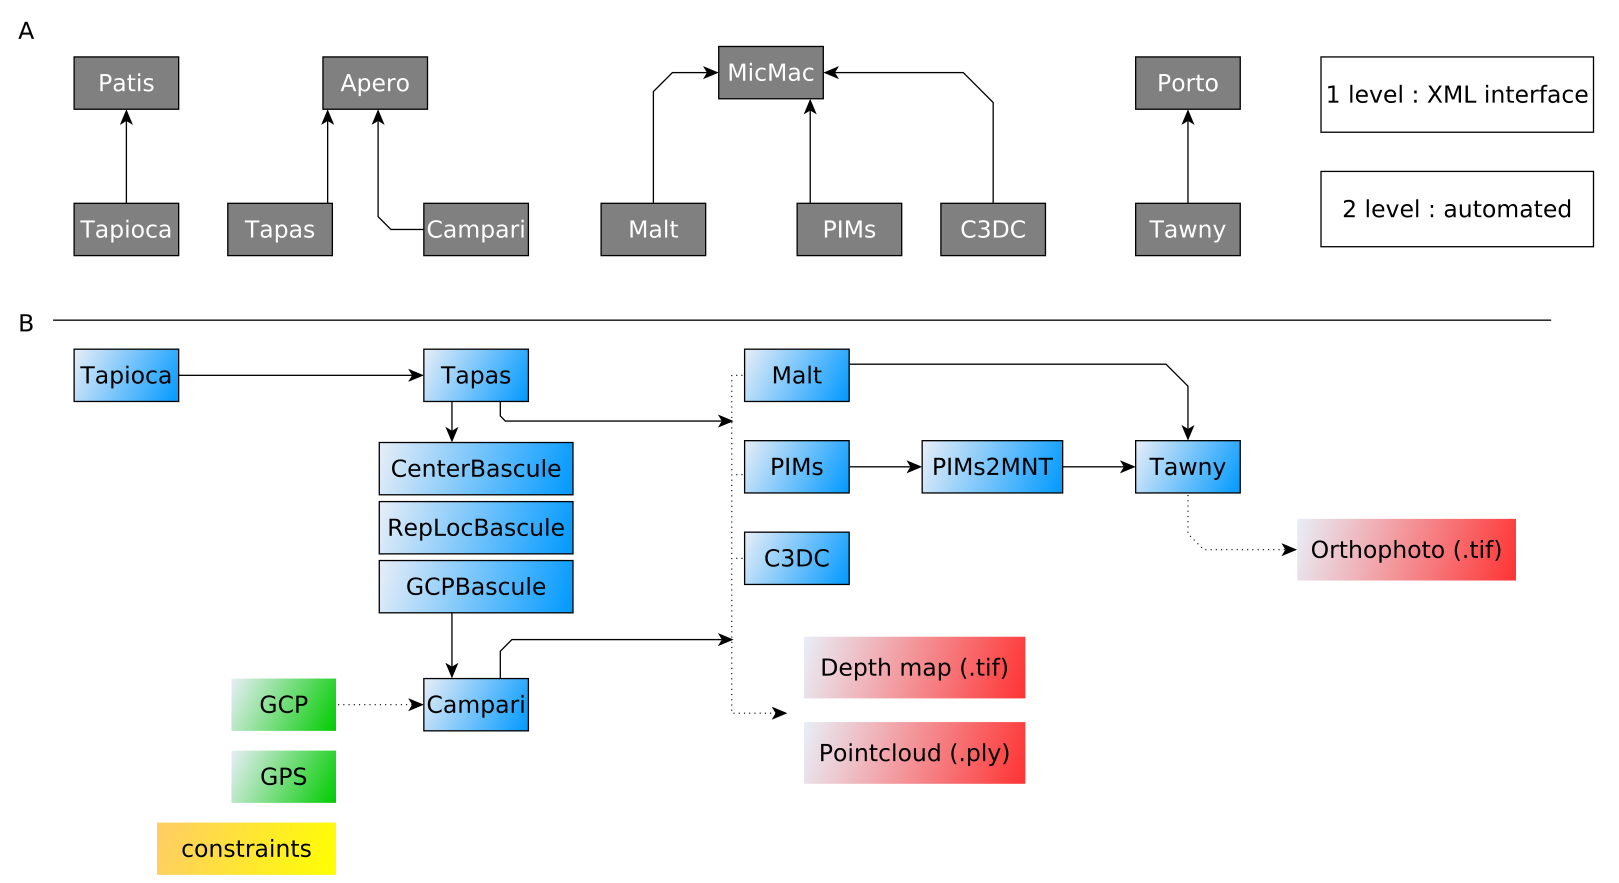 A
Patis
Apero
MicMac
Porto
1 level : XML interface
Tapioca
Tapas
Campari
Malt
PIMs
C3DC
Tawny
2 level : automated
B
Tapioca
Tapas
Malt
CenterBascule
PIMs
PIMs2MNT
Tawny
RepLocBascule
GCPBascule
C3DC
Orthophoto (.tif)
Depth map (.tif)
GCP
Campari
Pointcloud (.ply)
GPS
constraints